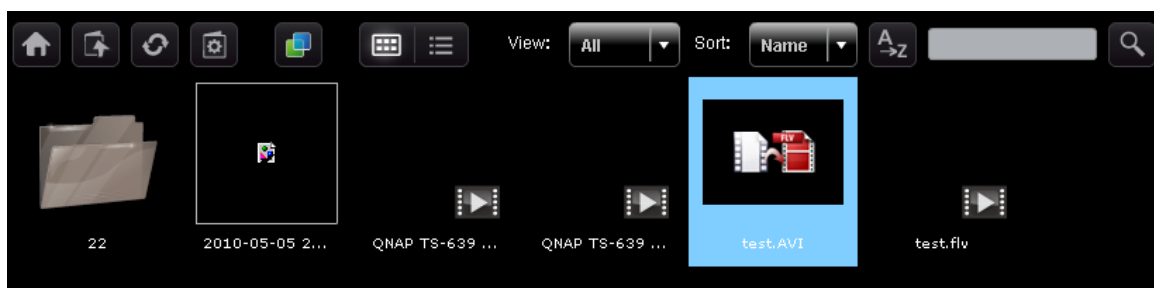 View: All Sort: Name A→Z
FLV
22 2010-05-05 2... QNAP TS-639 ... QNAP TS-639 ... test.AVI test.flv